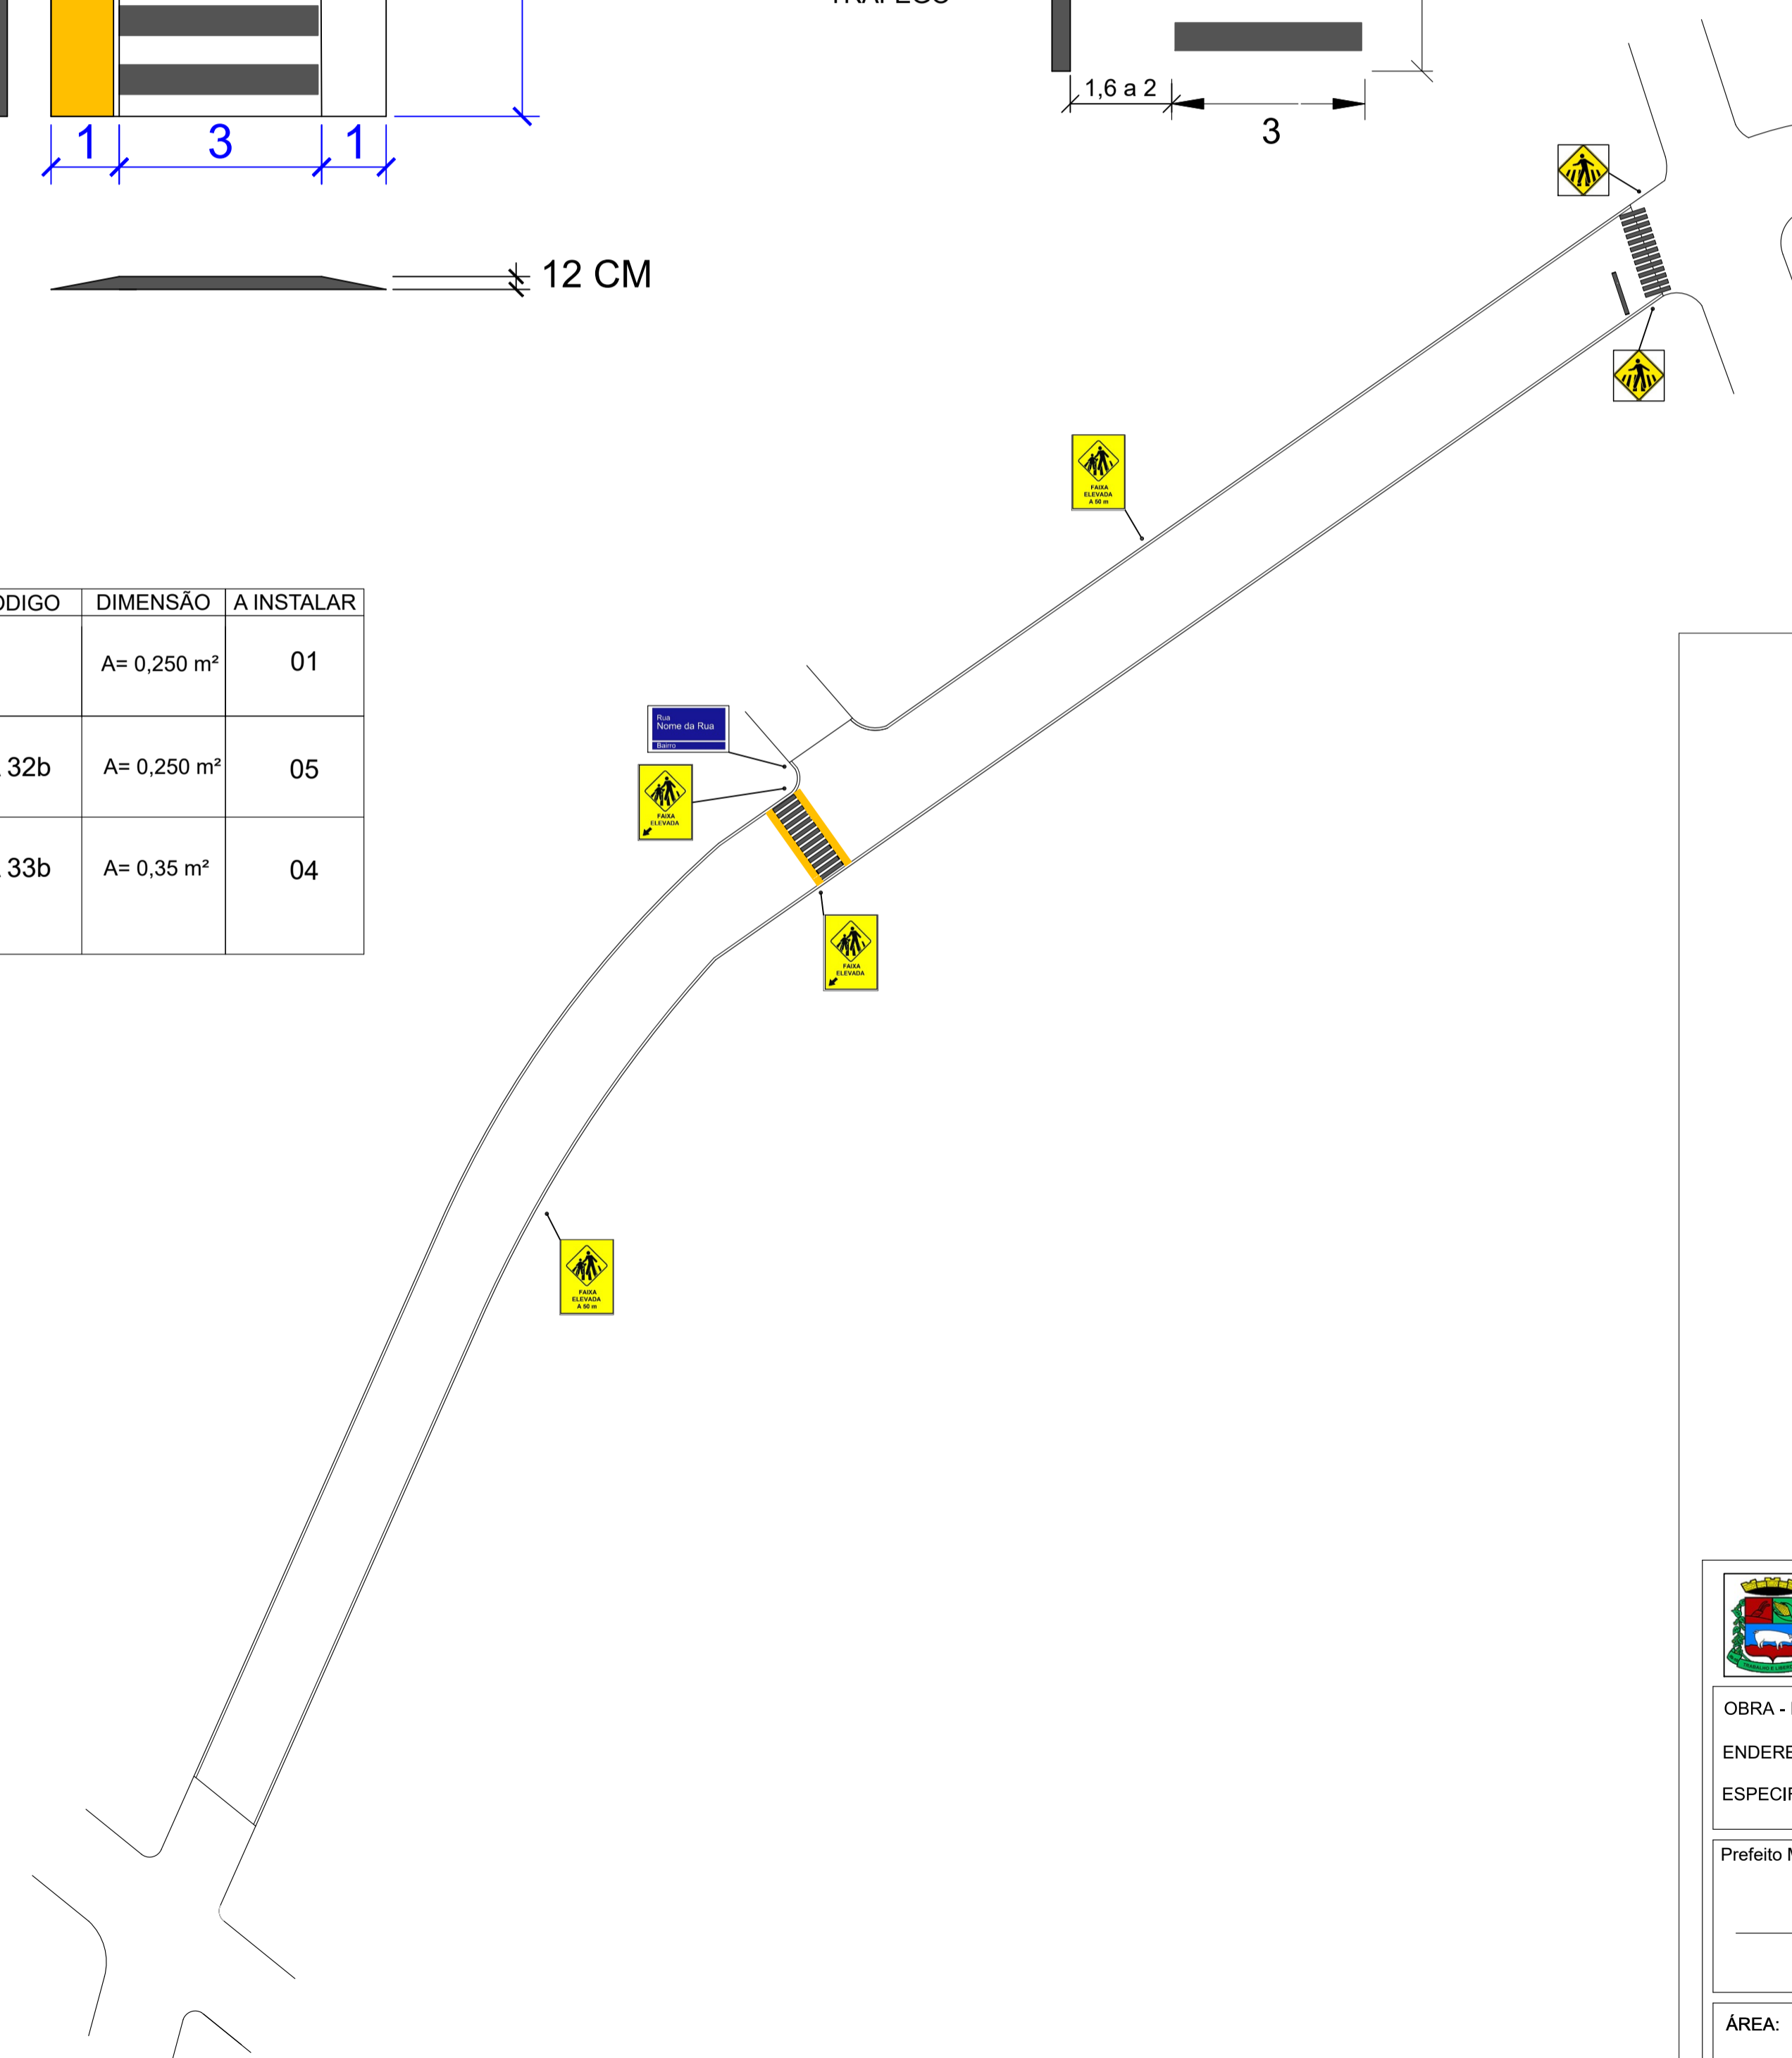 1,6 a 2
3
1
3
1
12 CM
DIMENSÃO
A INSTALAR
A= 0,250 m²
01
32b
A= 0,250 m²
05
33b
A= 0,35 m²
04
FAIXA
ELEVADA
A 50 m
Rua
Nome da Rua
Bairro
FAIXA
ELEVADA
FAIXA
ELEVADA
FAIXA
ELEVADA
A 50 m
OBRA -
ENDERE
ESPECIF
Prefeito M
ÁREA: